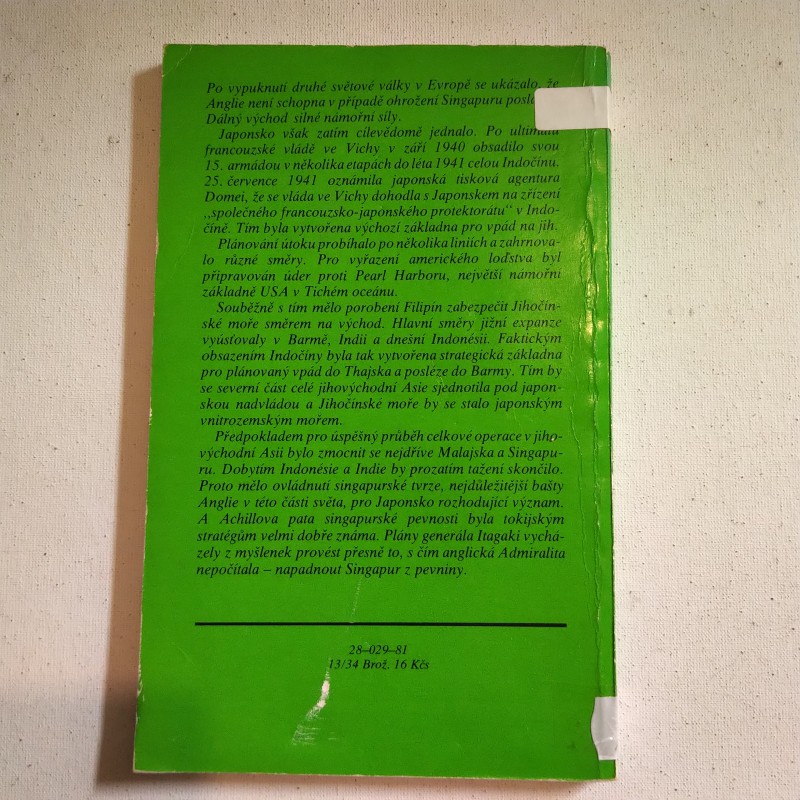 Po vypuknutí druhé světové války v Evropě se ukázalo, že
Anglie není schopna v případě ohrožení Singapuru
Dálný východ silné námořní síly.
Japonsko však zatím cílevědomě jednalo. Po ultimátu
francouzské vládě ve Vichy v září 1940 obsadilo svou
15. armádou v několika etapách do léta 1941 celou Indočínu.
25. července 1941 oznámila japonská tisková agentura
Domei, že se vláda ve Vichy dohodla s Japonskem na zřízení
„společného francouzsko-japonského protektorátu“ v Indo-
číně. Tím byla vytvořena výchozí základna pro vpád na jih.
Plánování útoku probíhalo po několika liniích a zahrnova-
lo různé směry. Pro vyřazení amerického loďstva byl
připravován úder proti Pearl Harboru, největší námořní
základně USA v Tichém oceánu.
Souběžně s tím mělo porobení Filipín zabezpečit Jihočín-
ské moře směrem na východ. Hlavní směry jižní expanze
vyúsťovaly v Barmě, Indii a dnešní Indonésii. Faktickým
obsazením Indočíny byla tak vytvořena strategická základna
pro plánovaný vpád do Thajska a posléze do Barmy. Tím by
se severní část celé jihovýchodní Asie sjednotila pod japon-
skou nadvládou a Jihočínské moře by se stalo japonským
vnitrozemským mořem.
Předpokladem pro úspěšný průběh celkové operace v jiho-
východní Asii bylo zmocnit se nejdříve Malajska a Singapu-
ru. Dobytím Indonésie a Indie by prozatím tažení skončilo.
Proto mělo ovládnutí singapurské tvrze, nejdůležitější bašty
Anglie v této části světa, pro Japonsko rozhodující význam.
A Achillova pata singapurské pevnosti byla tokijským
stratégům velmi dobře známa. Plány generála Itagaki vychá-
zely z myšlenek provést přesně to, s čím anglická Admiralita
nepočítala – napadnout Singapur z pevniny.
28–029–81
13/34 Brož. 16 Kčs